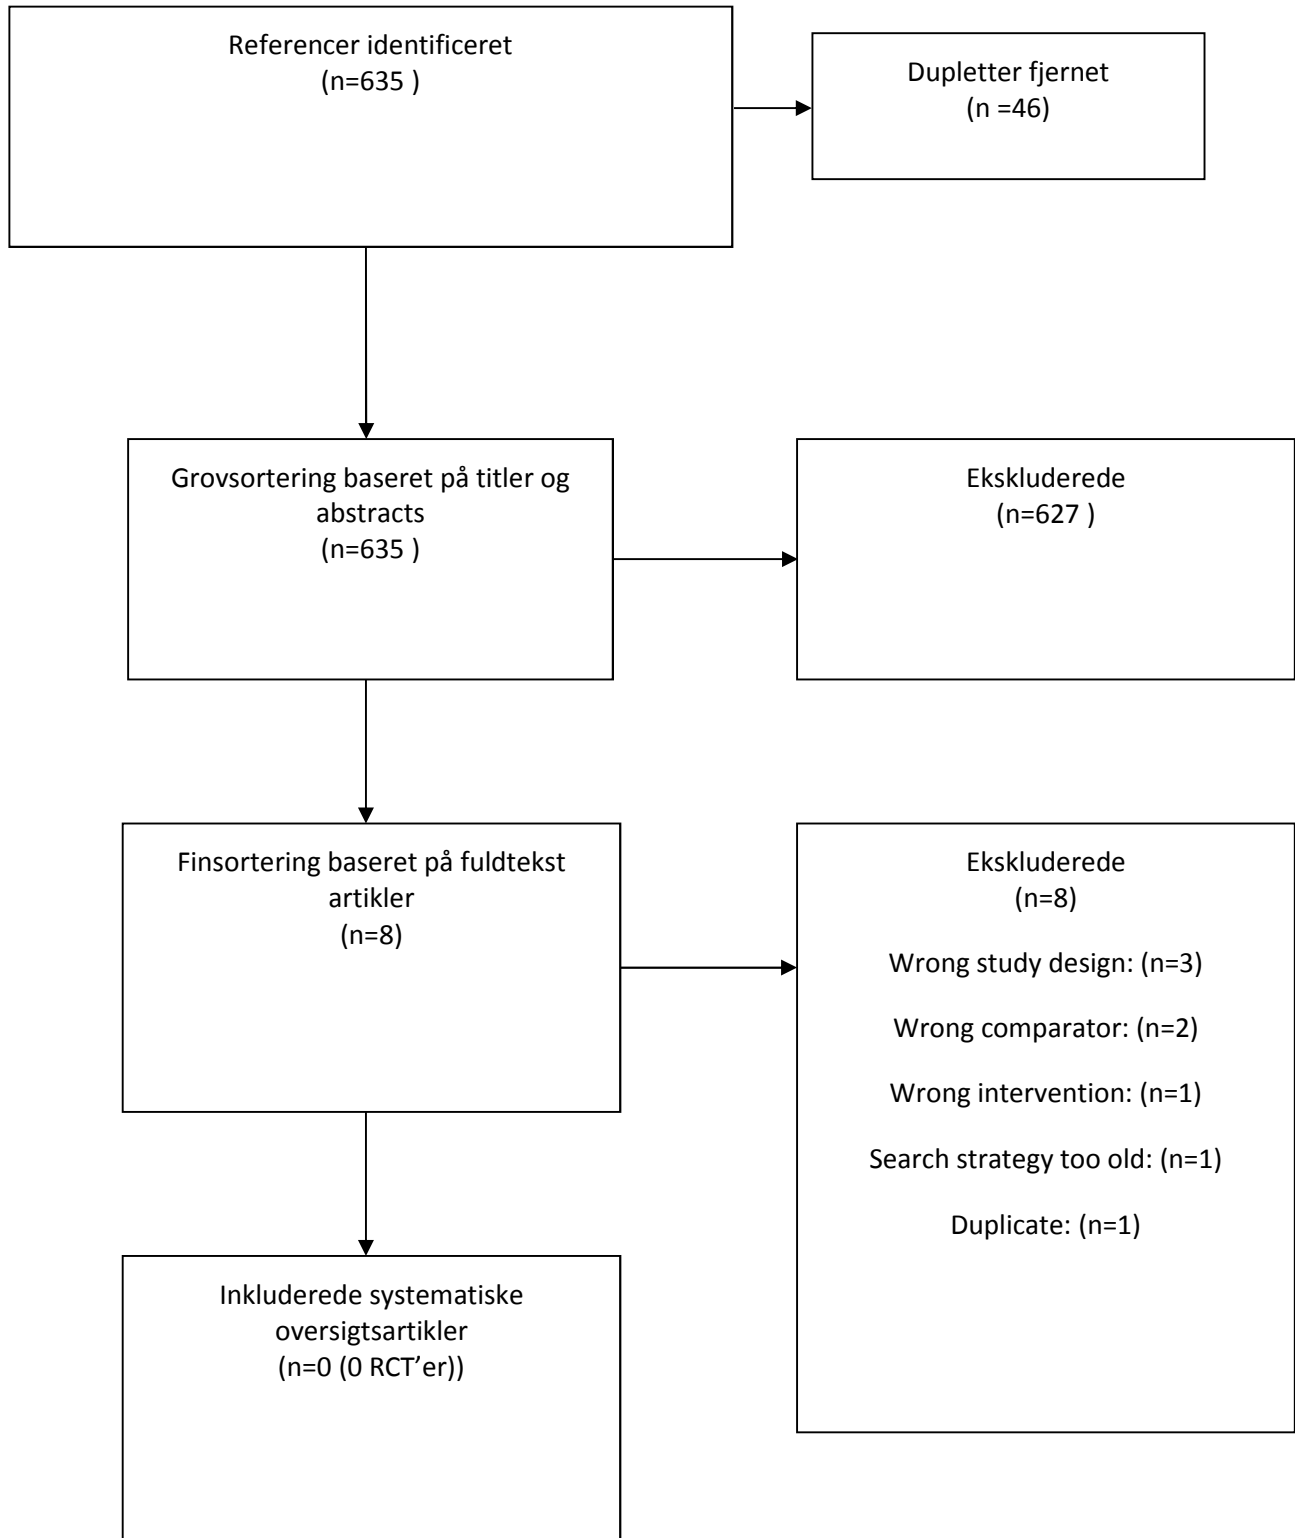 Referencer identificeret
(n=635 )
Dupletter fjernet
(n =46)
Grovsortering baseret på titler og
abstracts
(n=635 )
Ekskluderede
(n=627 )
Finsortering baseret på fuldtekst
artikler
(n=8)
Ekskluderede
(n=8)
Wrong study design: (n=3)
Wrong comparator: (n=2)
Wrong intervention: (n=1)
Search strategy too old: (n=1)
Duplicate: (n=1)
Inkluderede systematiske
oversigtsartikler
(n=0 (0 RCT’er))